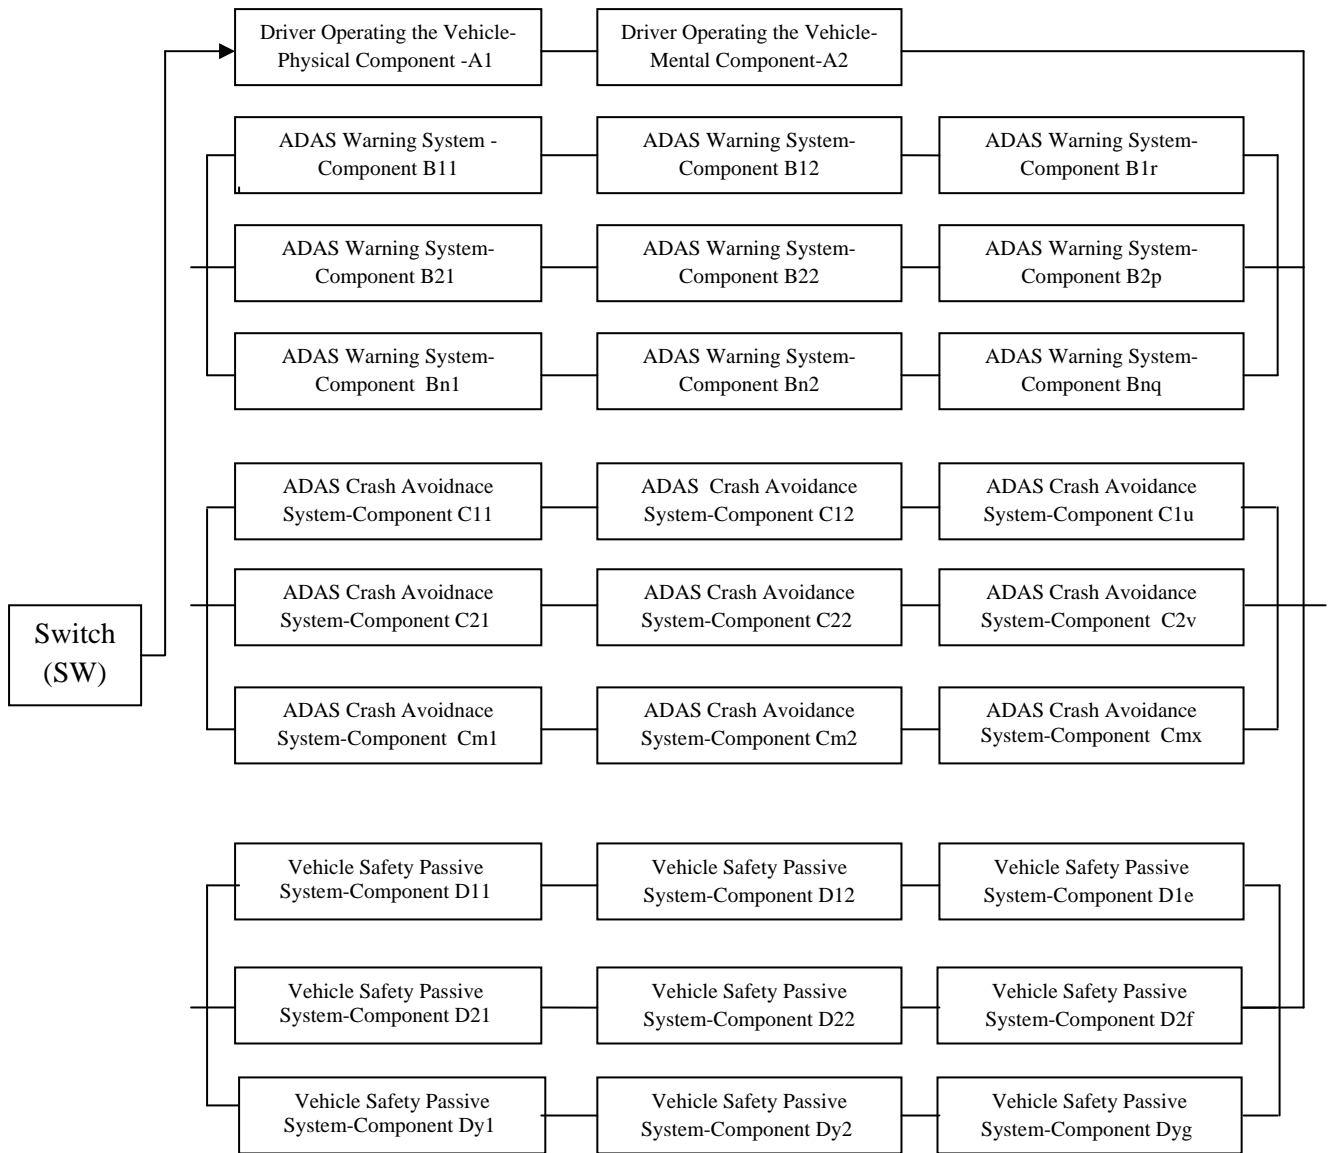 Driver Operating the Vehicle-
Physical Component -A1
Driver Operating the Vehicle-
Mental Component-A2
ADAS Warning System -
Component B11
ADAS Warning System-
Component B12
ADAS Warning System-
Component B1r
ADAS Warning System-
Component B21
ADAS Warning System-
Component B22
ADAS Warning System-
Component B2p
ADAS Warning System-
Component  Bn1
ADAS Warning System-
Component Bn2
ADAS Warning System-
Component Bnq
ADAS Crash Avoidnace
System-Component C11
ADAS  Crash Avoidance
System-Component C12
ADAS Crash Avoidance
System-Component C1u
ADAS Crash Avoidnace
System-Component C21
ADAS Crash Avoidance
System-Component C22
ADAS Crash Avoidance
System-Component  C2v
Switch
(SW)
ADAS Crash Avoidnace
System-Component  Cm1
ADAS Crash Avoidance
System-Component Cm2
ADAS Crash Avoidance
System-Component  Cmx
Vehicle Safety Passive
System-Component D11
Vehicle Safety Passive
System-Component D12
Vehicle Safety Passive
System-Component D1e
Vehicle Safety Passive
System-Component D21
Vehicle Safety Passive
System-Component D22
Vehicle Safety Passive
System-Component D2f
Vehicle Safety Passive
System-Component Dy1
Vehicle Safety Passive
System-Component Dy2
Vehicle Safety Passive
System-Component Dyg